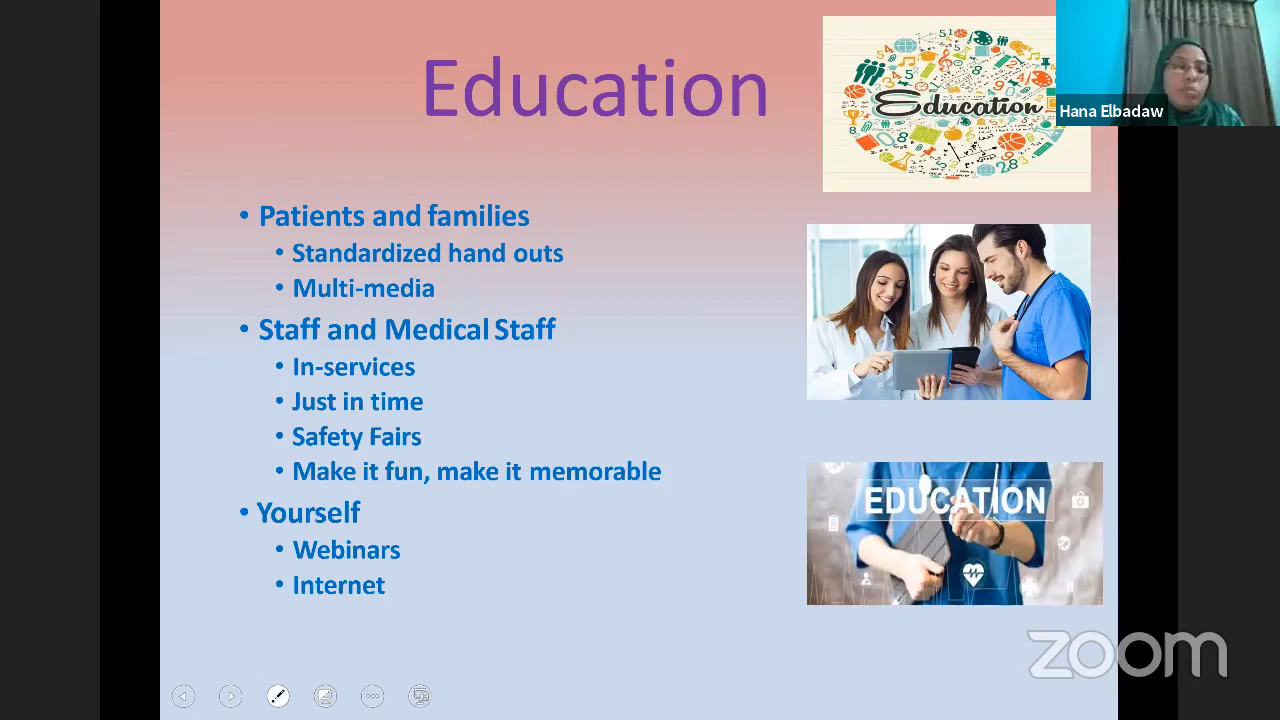 Education
Education
Hana Elbadaw
• Patients and families
• Standardized hand outs
• Multi-media
• Staff and Medical Staff
• In-services
• Just in time
• Safety Fairs
• Make it fun, make it memorable
• Yourself
• Webinars
• Internet
EDUCATION
zoom